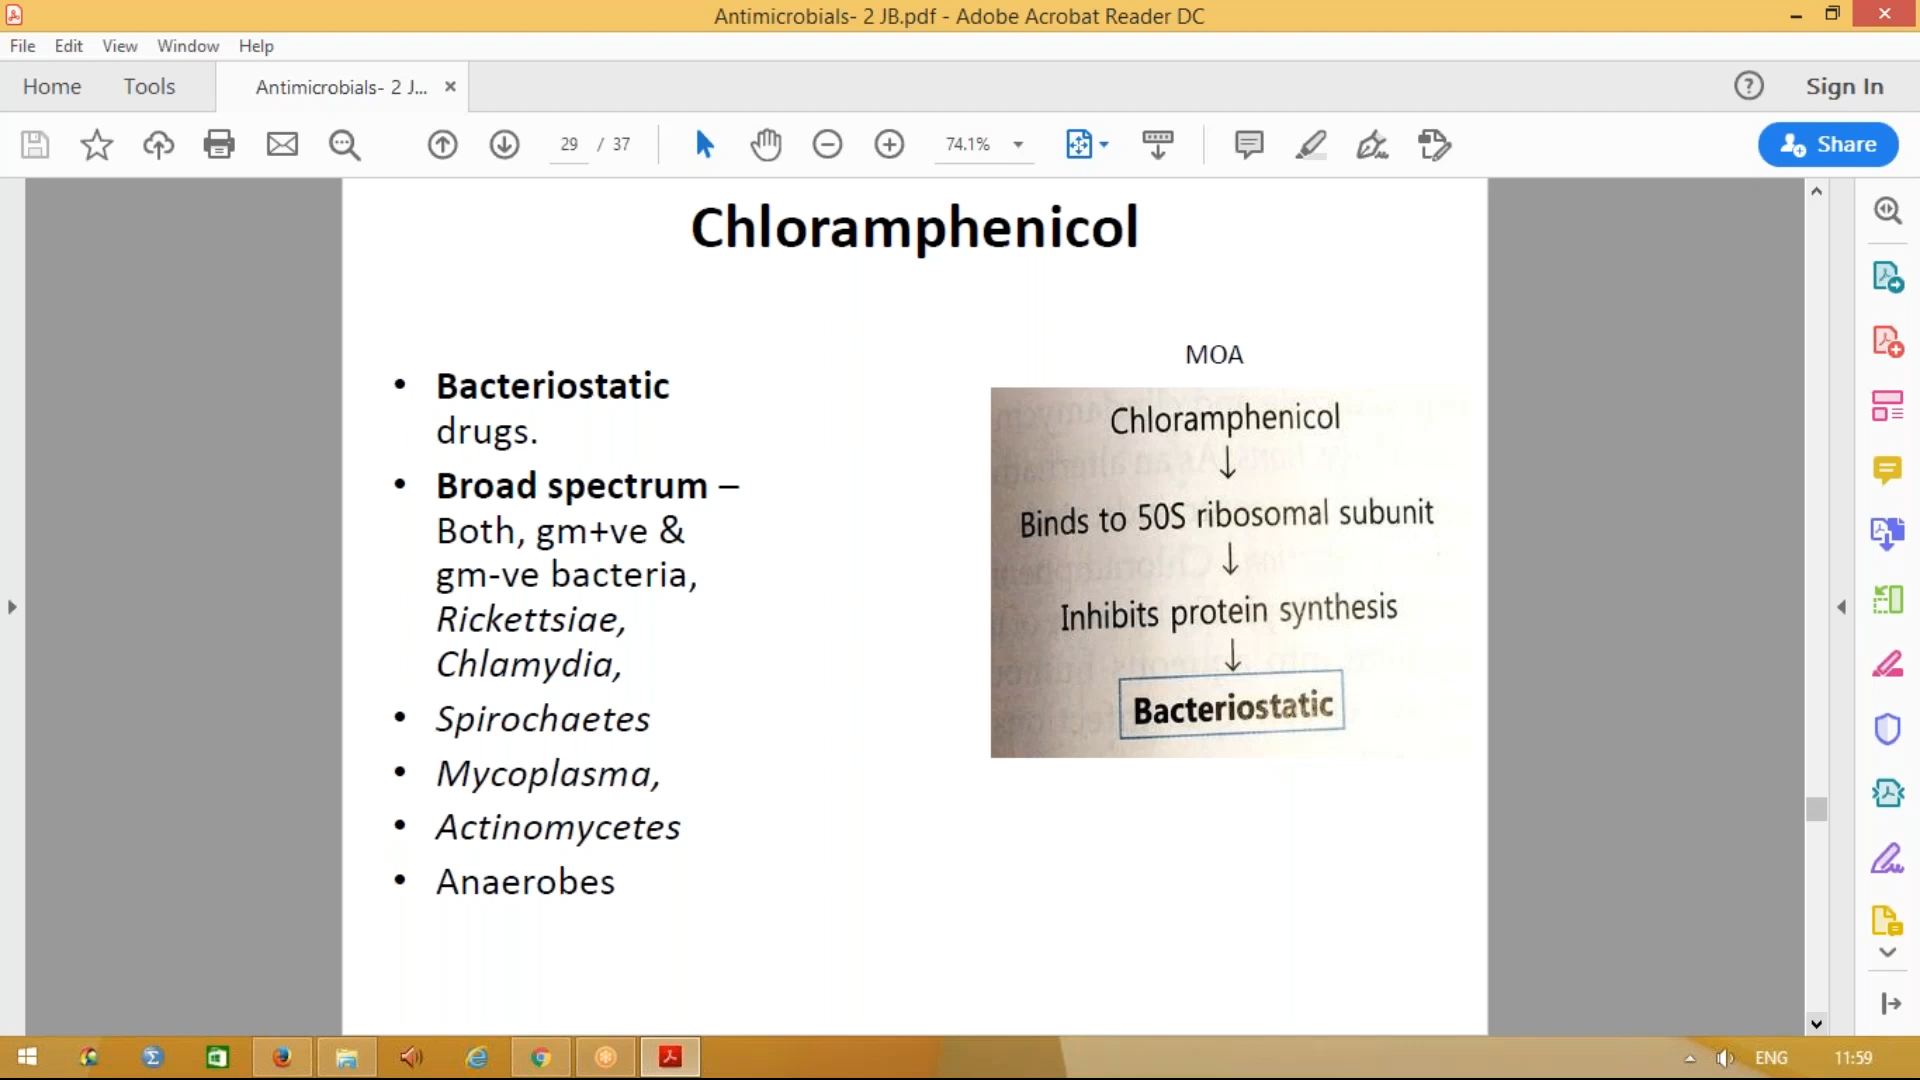 Antimicrobials- 2 JB.pdf - Adobe Acrobat Reader DC
File Edit View Window Help
Home Tools Antimicrobials- 2 J... × Sign In
29 / 37 74.1% Share
Chloramphenicol
• Bacteriostatic
drugs.
• Broad spectrum –
Both, gm+ve &
gm-ve bacteria,
Rickettsiae,
Chlamydia,
• Spirochaetes
• Mycoplasma,
• Actinomycetes
• Anaerobes
MOA
Chloramphenicol
↓
Binds to 50S ribosomal subunit
↓
Inhibits protein synthesis
↓
Bacteriostatic
ENG 11:59